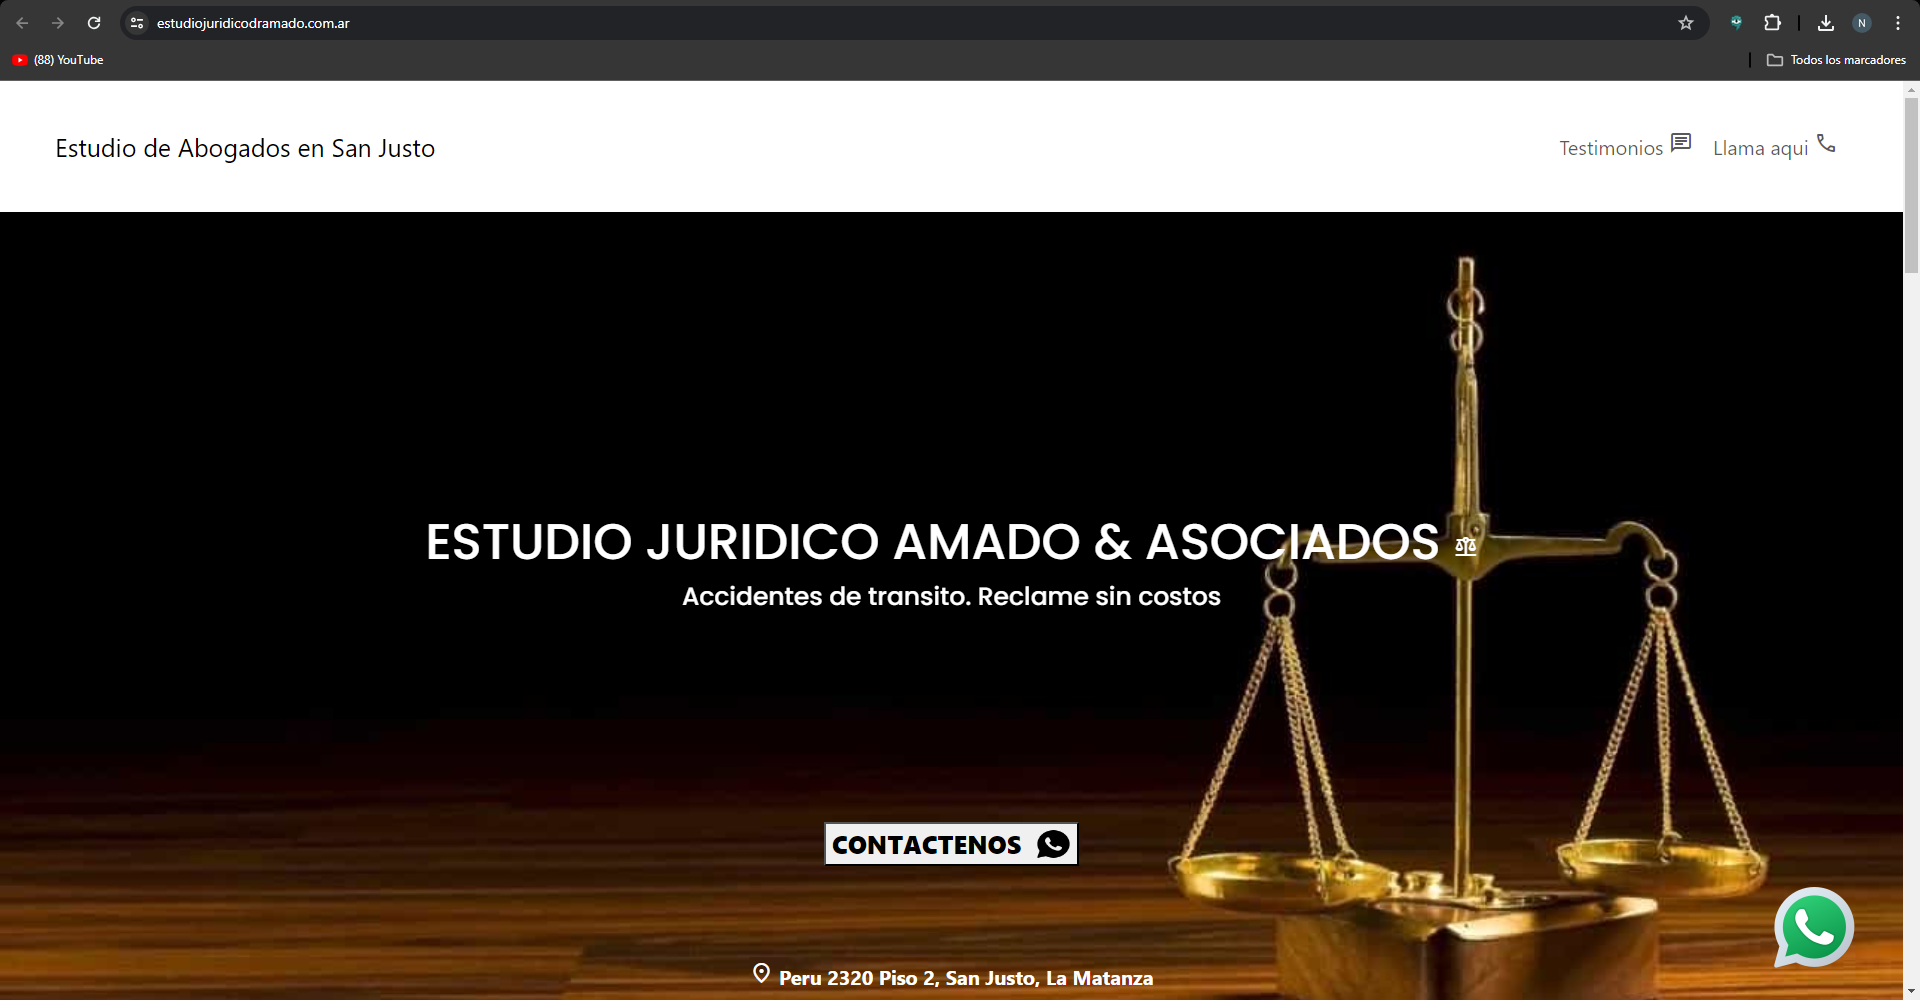 estudiojuridicodramado.com.ar
N
(88) YouTube
Todos los marcadores
Estudio de Abogados en San Justo
Testimonios
Llama aqui
ESTUDIO JURIDICO AMADO & ASOCIADOS
Accidentes de transito. Reclame sin costos
CONTACTENOS
Peru 2320 Piso 2, San Justo, La Matanza